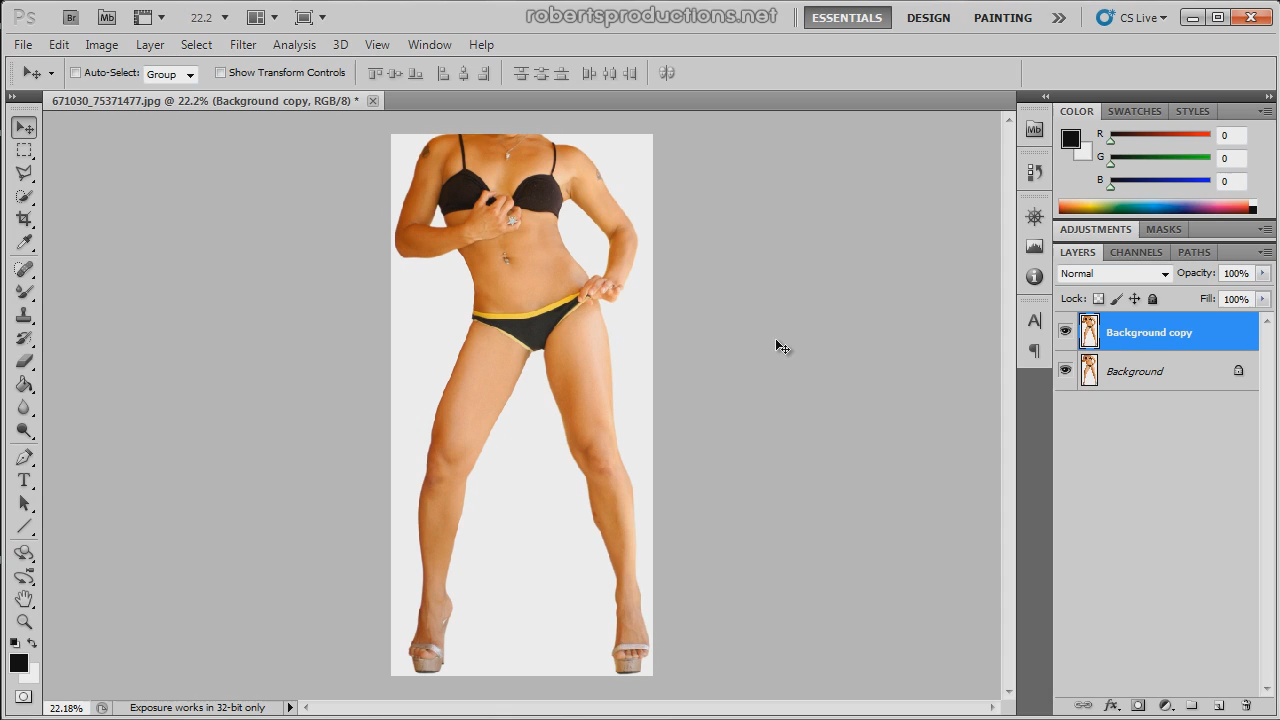 Ps Br Mb 22.2 robertsproductions.net ESSENTIALS DESIGN PAINTING CS Live
File Edit Image Layer Select Filter Analysis 3D View Window Help
Auto-Select: Group Show Transform Controls
671030_75371477.jpg @ 22.2% (Background copy, RGB/8) *
COLOR SWATCHES STYLES
Mb
R 0
G 0
B 0
ADJUSTMENTS MASKS
LAYERS CHANNELS PATHS
Normal Opacity: 100%
Lock: Fill: 100%
Background copy
Background
22.18% Exposure works in 32-bit only